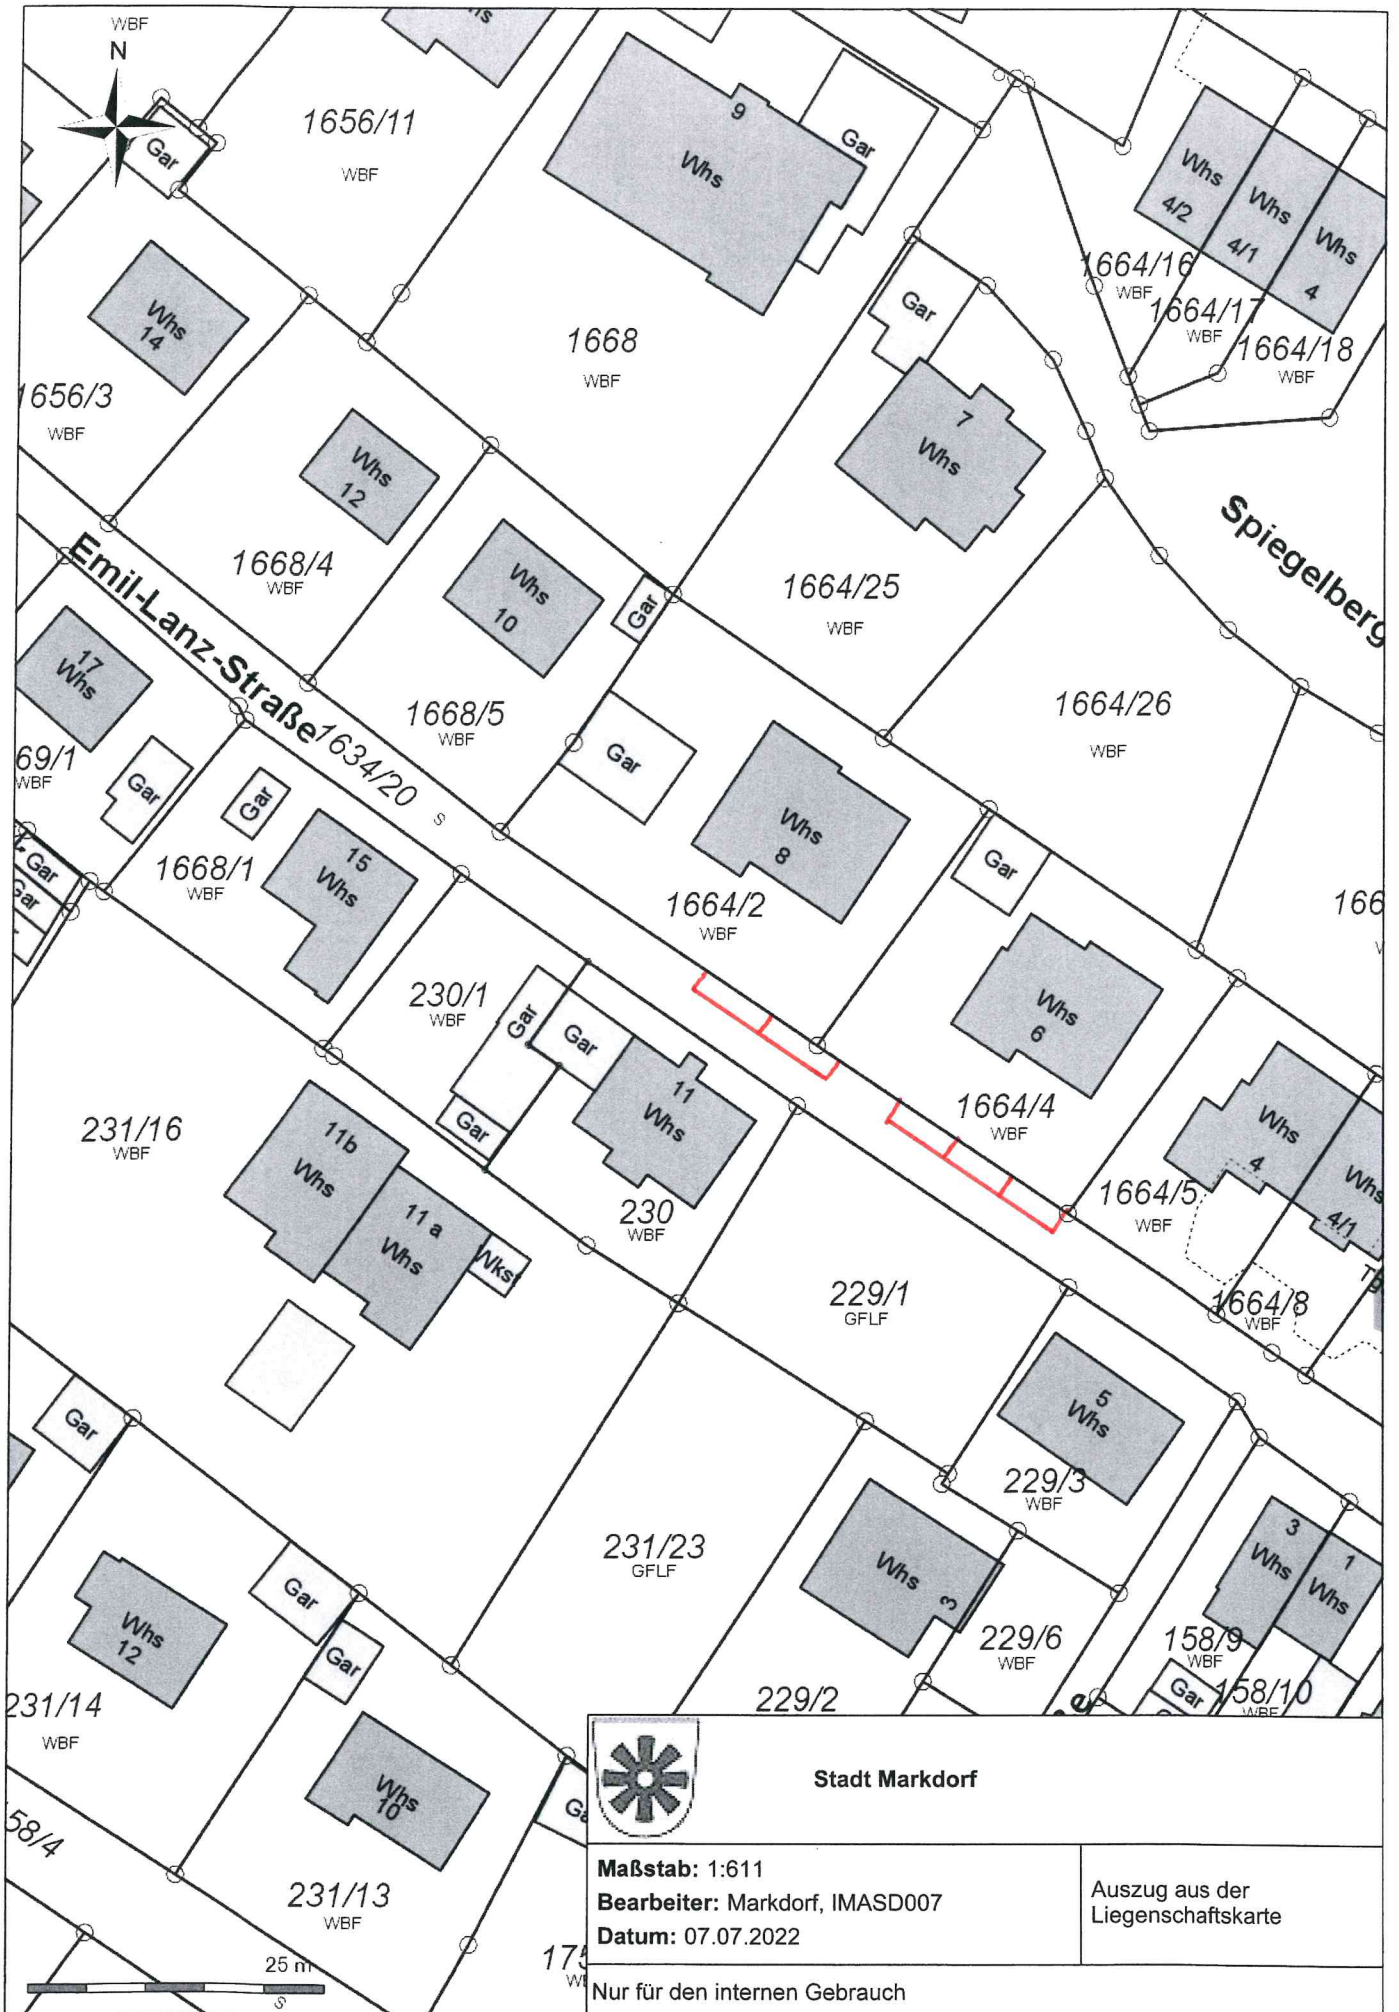 WBF
N
Whs
1656/11
WBF
Gar
9
Whs
Gar
Whs
4/2
Whs
4/1
Whs
4
1664/16
WBF
1664/17
WBF
1664/18
WBF
Whs
14
1668
WBF
Gar
1656/3
WBF
Whs
12
7
Whs
1668/4
WBF
Whs
10
Gar
1664/25
WBF
Spiegelberg
Emil-Lanz-Straße
1634/20
S
17
Whs
1668/5
WBF
1664/26
WBF
69/1
WBF
Gar
Gar
Gar
Whs
8
1668/1
WBF
15
Whs
Gar
Gar
1664/2
WBF
Gar
166
230/1
WBF
Gar
Gar
Gar
Whs
6
11
Whs
1664/4
WBF
Whs
4
Whs
4/1
231/16
WBF
11b
Whs
11 a
Whs
Wkst
230
WBF
1664/5
WBF
229/1
GFLF
1664/8
WBF
Gar
5
Whs
229/3
WBF
231/23
GFLF
Whs
3
3
Whs
1
Whs
Gar
Gar
Whs
12
229/6
WBF
158/9
WBF
Gar
158/10
WBF
231/14
WBF
229/2
e
Whs
10
Ga
58/4
231/13
WBF
175
25 m
S
Stadt Markdorf
Maßstab: 1:611
Bearbeiter: Markdorf, IMASD007
Datum: 07.07.2022
Auszug aus der
Liegenschaftskarte
Nur für den internen Gebrauch